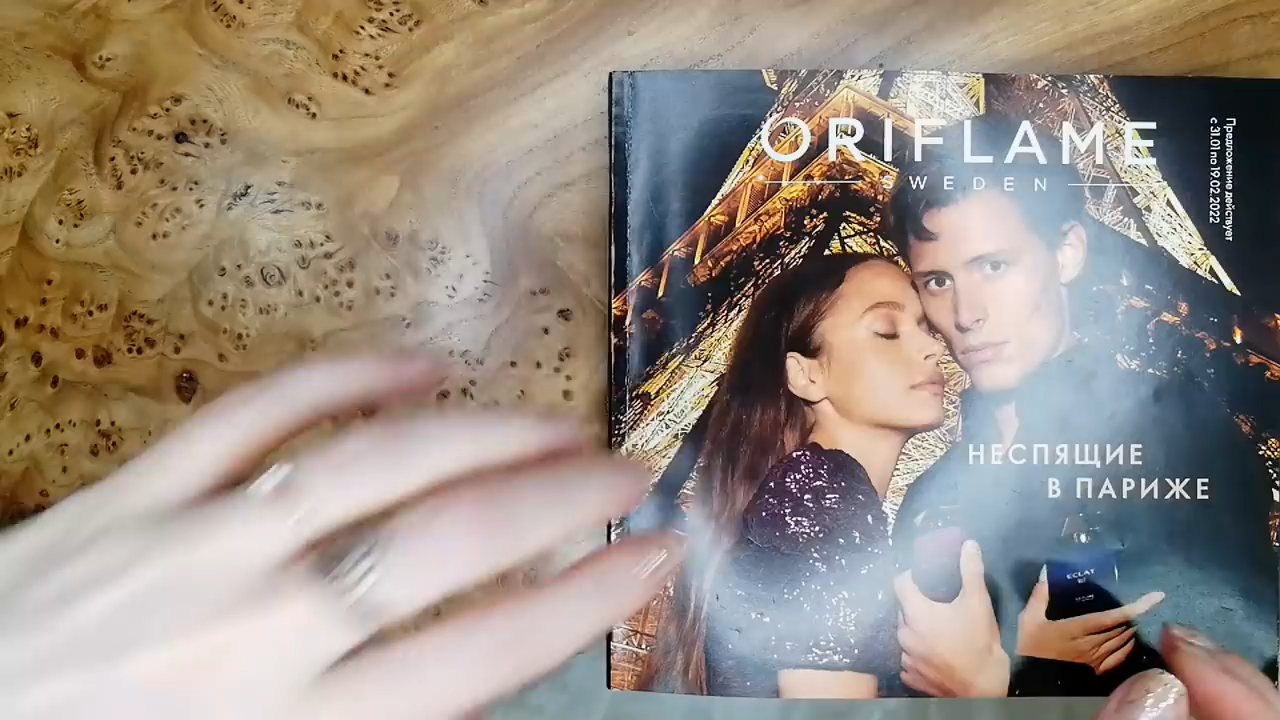 ORIFLAME
SWEDEN
Предложение действует
с 31.01 по 19.02.2022
НЕСПЯЩИЕ
В ПАРИЖЕ
ECLAT